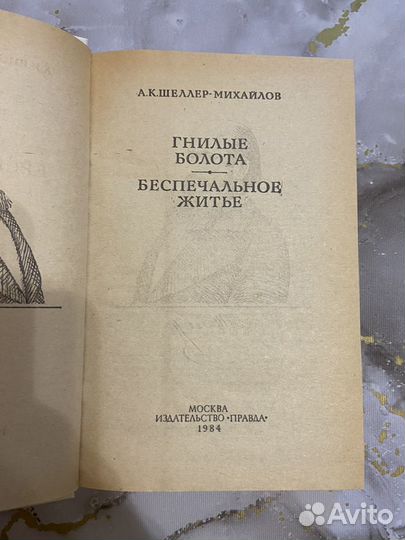 А.К.ШЕЛЛЕР-МИХАЙЛОВ
ГНИЛЫЕ
БОЛОТА
БЕСПЕЧАЛЬНОЕ
ЖИТЬЕ
МОСКВА
ИЗДАТЕЛЬСТВО «ПРАВДА»
1984
Avito